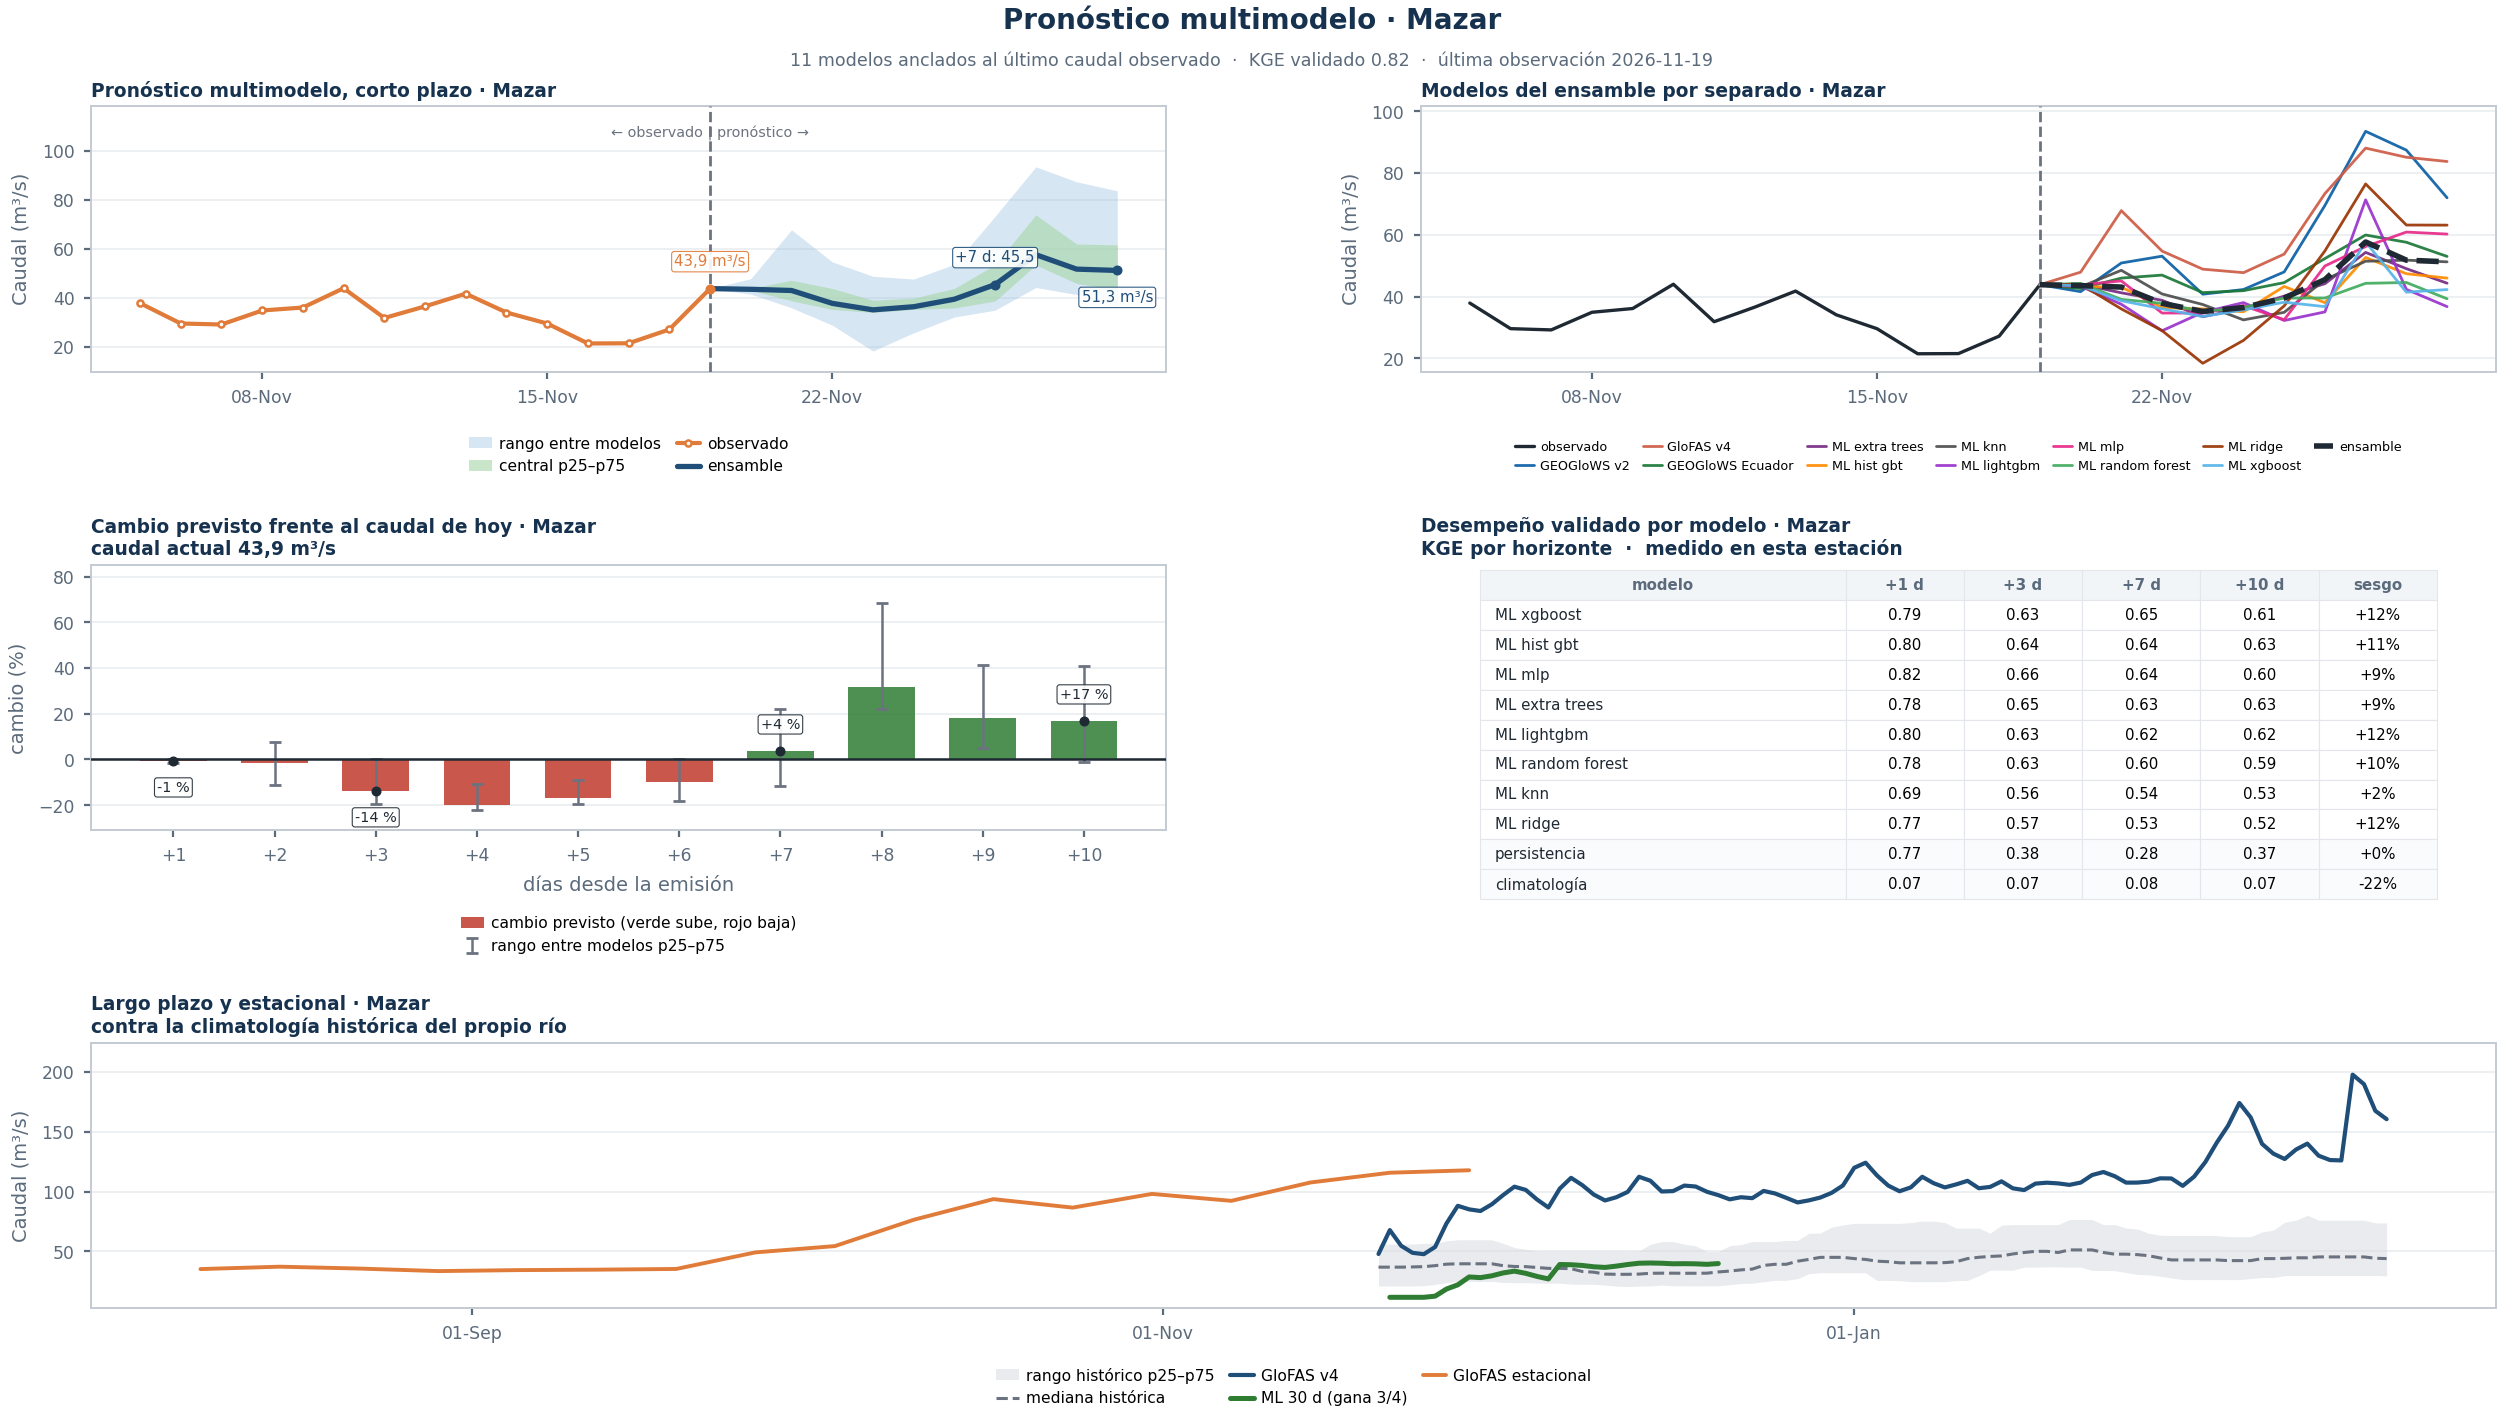 Pronóstico multimodelo · Mazar
11 modelos anclados al último caudal observado · KGE validado 0.82 · última observación 2026-11-19
Pronóstico multimodelo, corto plazo · Mazar
Caudal (m³/s)
100
80
60
40
20
← observado | pronóstico →
43,9 m³/s
+7 d: 45,5
51,3 m³/s
08-Nov 15-Nov 22-Nov
rango entre modelos observado
central p25–p75 ensamble
Modelos del ensamble por separado · Mazar
Caudal (m³/s)
100
80
60
40
20
08-Nov 15-Nov 22-Nov
observado GloFAS v4 ML extra trees ML knn ML mlp ML ridge ensamble
GEOGloWS v2 GEOGloWS Ecuador ML hist gbt ML lightgbm ML random forest ML xgboost
Cambio previsto frente al caudal de hoy · Mazar
caudal actual 43,9 m³/s
cambio (%)
80
60
40
20
0
−20
-1 %
-14 %
+4 %
+17 %
+1 +2 +3 +4 +5 +6 +7 +8 +9 +10
días desde la emisión
cambio previsto (verde sube, rojo baja)
rango entre modelos p25–p75
Desempeño validado por modelo · Mazar
KGE por horizonte · medido en esta estación
modelo +1 d +3 d +7 d +10 d sesgo
ML xgboost 0.79 0.63 0.65 0.61 +12%
ML hist gbt 0.80 0.64 0.64 0.63 +11%
ML mlp 0.82 0.66 0.64 0.60 +9%
ML extra trees 0.78 0.65 0.63 0.63 +9%
ML lightgbm 0.80 0.63 0.62 0.62 +12%
ML random forest 0.78 0.63 0.60 0.59 +10%
ML knn 0.69 0.56 0.54 0.53 +2%
ML ridge 0.77 0.57 0.53 0.52 +12%
persistencia 0.77 0.38 0.28 0.37 +0%
climatología 0.07 0.07 0.08 0.07 -22%
Largo plazo y estacional · Mazar
contra la climatología histórica del propio río
Caudal (m³/s)
200
150
100
50
01-Sep 01-Nov 01-Jan
rango histórico p25–p75 GloFAS v4 GloFAS estacional
mediana histórica ML 30 d (gana 3/4)